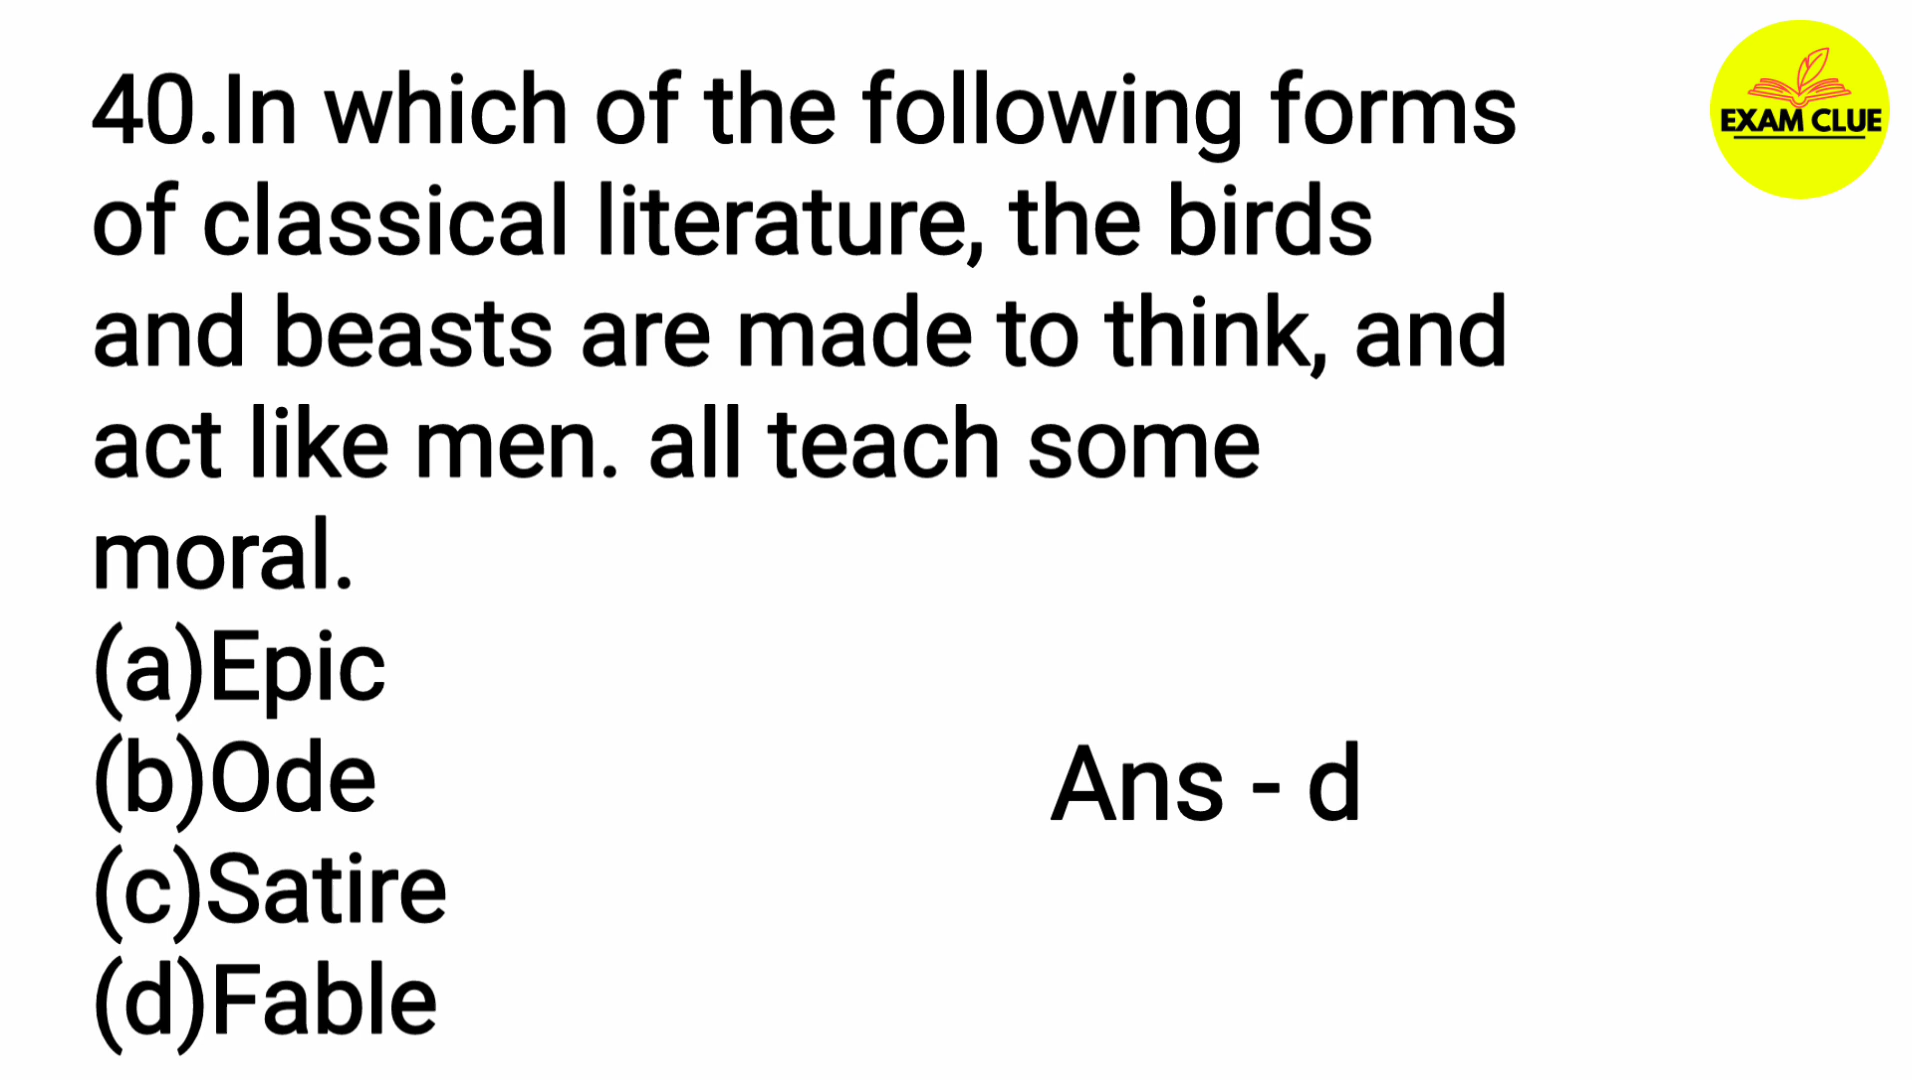 40.In which of the following forms
of classical literature, the birds
and beasts are made to think, and
act like men. all teach some
moral.
(a)Epic
(b)Ode
(c)Satire
(d)Fable
Ans - d
EXAM CLUE